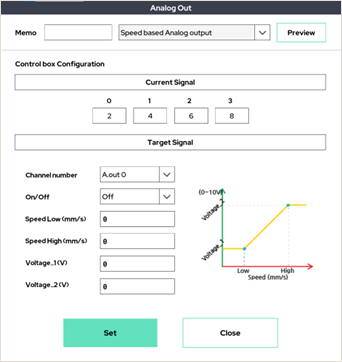 Analog Out
Memo Speed based Analog output Preview
Control box Configuration
Current Signal
0 1 2 3
2 4 6 8
Target Signal
Channel number A.out 0
On/Off Off
Speed Low (mm/s) 0
Speed High (mm/s) 0
Voltage_1 (V) 0
Voltage_2 (V) 0
(0~10V)
Voltage_2
Voltage_1
Low High
Speed (mm/s)
Set Close